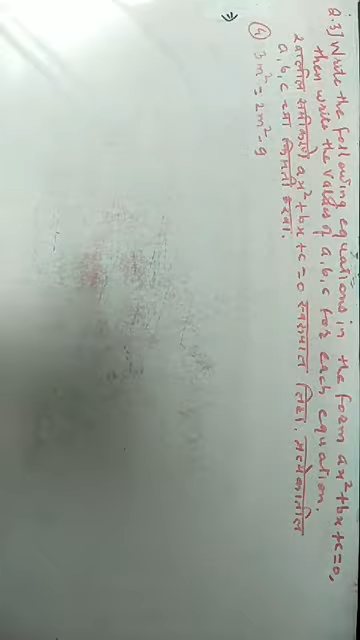 Q.3] Write the following equations in the form ax²+bx+c=0,
then write the values of a, b, c for each equation.
खालील समीकरणे ax²+bx+c=0 स्वरूपात लिहा. प्रत्येकातील
a, b, c च्या किंमती ठरवा.
④ 3m² = 2m² - 9
⇒